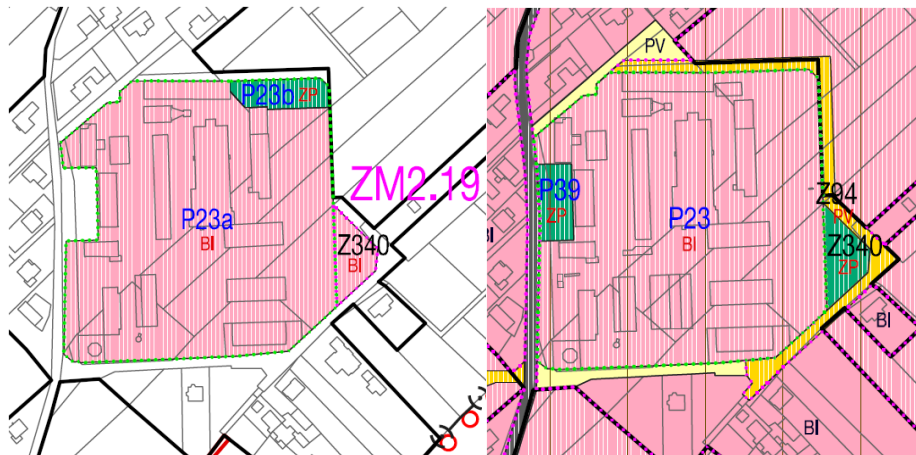 P23b ZP
ZM2.19
P23a
BI
Z340
BI
PV
P39
ZP
P23
BI
Z94
PV
Z340
ZP
BI
BI
BI